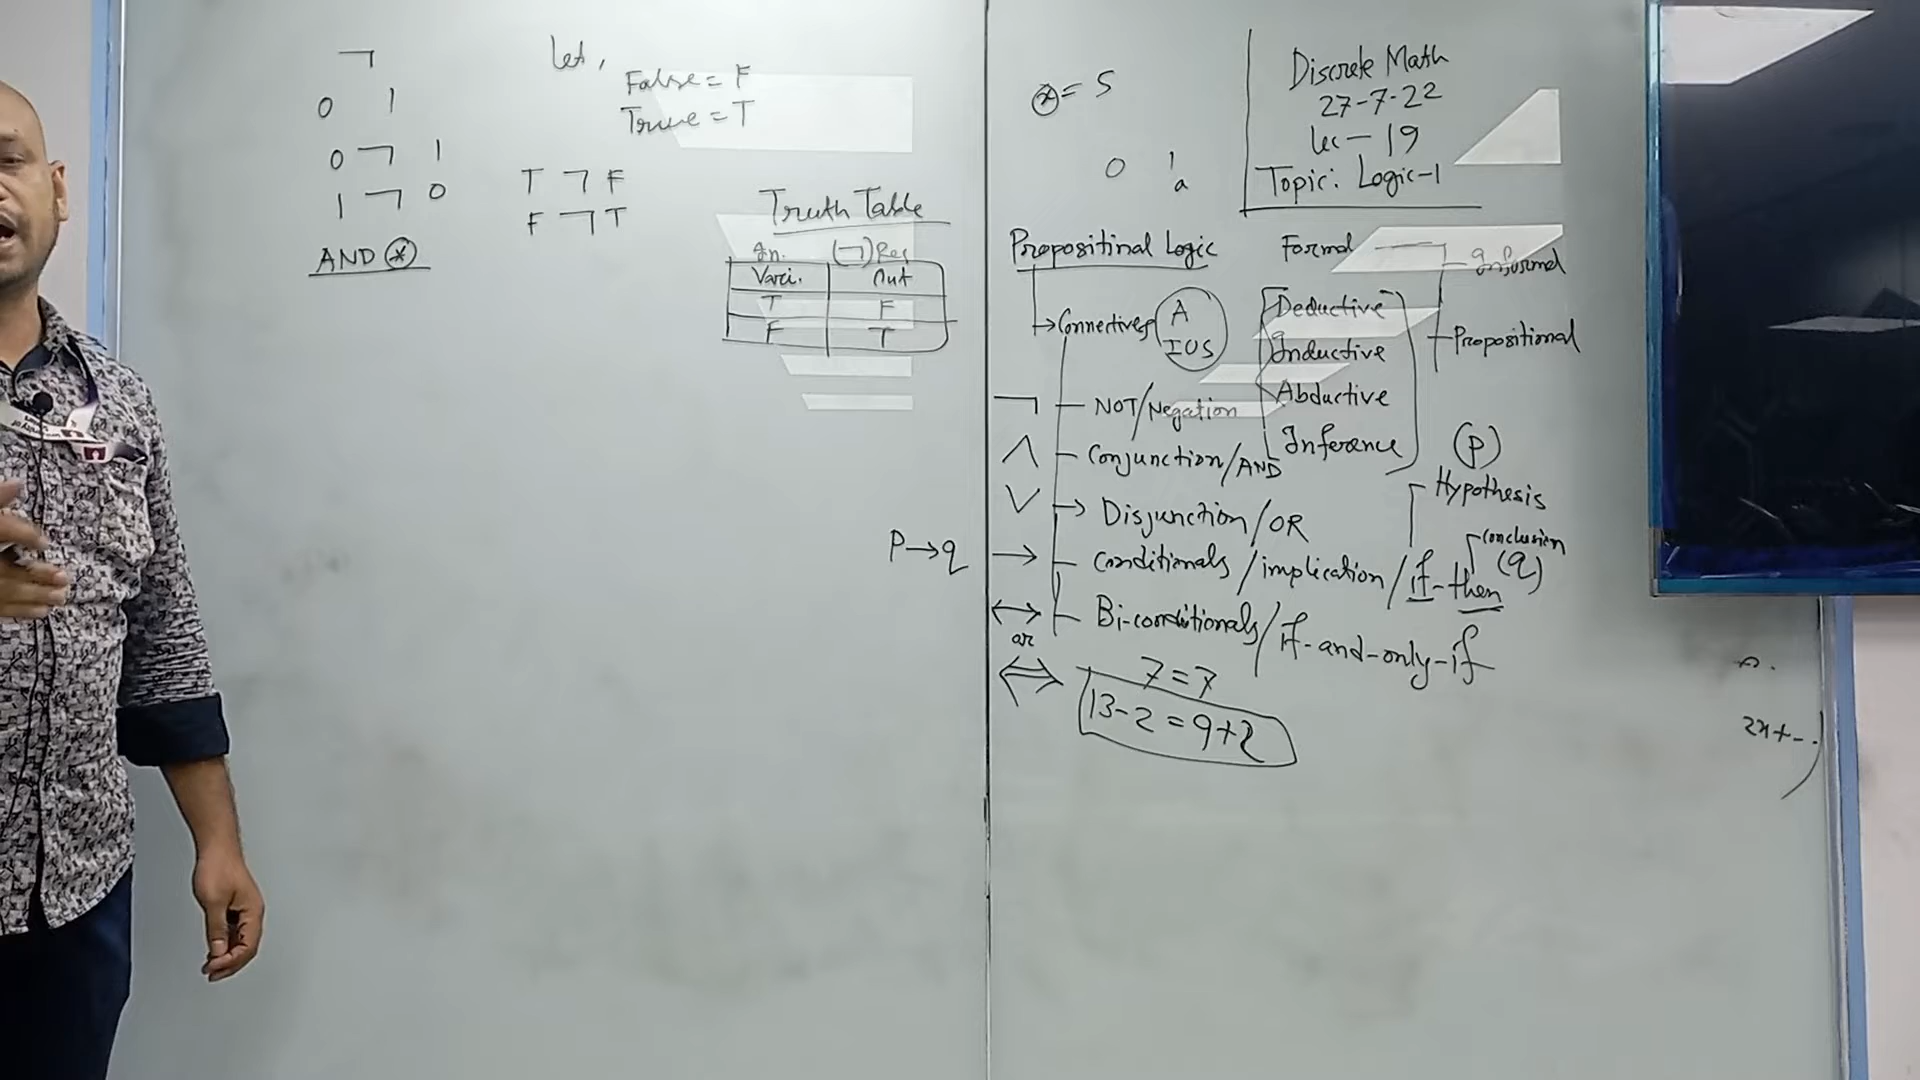 ¬
0 1
0 ¬ 1
1 ¬ 0
AND *
Let,
False = F
True = T
T ¬ F
F ¬ T
Truth Table
In. (¬) Res
Vari. Out
T F
F T
* = S
0 1
a
Discrete Math
27-7-22
lec - 19
Topic: Logic-1
Propositinal Logic
Formal
Informal
Propositional
→ Connectives
A
IOS
Deductive
Inductive
Abductive
Inference
¬ NOT/Negation
∧ Conjunction/AND
∨ → Disjunction/OR
P→q → Conditionals/implication/if-then
(P)
Hypothesis
conclusion
(q)
↔ Bi-conditionals/if-and-only-if
or
⇔
7 = 7
13-2 = 9+2
2x+-.